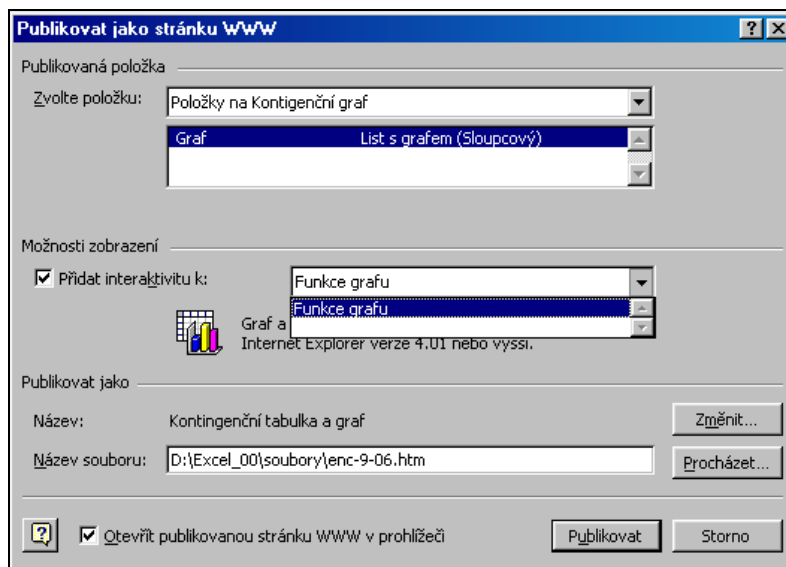 Publikovat jako stránku WWW
Publikovaná položka
Zvolte položku: Položky na Kontigenční graf
Graf List s grafem (Sloupcový)
Možnosti zobrazení
Přidat interaktivitu k: Funkce grafu
Funkce grafu
Graf a
Internet Explorer verze 4.01 nebo vyšší.
Publikovat jako
Název: Kontingenční tabulka a graf Změnit...
Název souboru: D:\Excel_00\soubory\enc-9-06.htm Procházet...
Otevřít publikovanou stránku WWW v prohlížeči Publikovat Storno